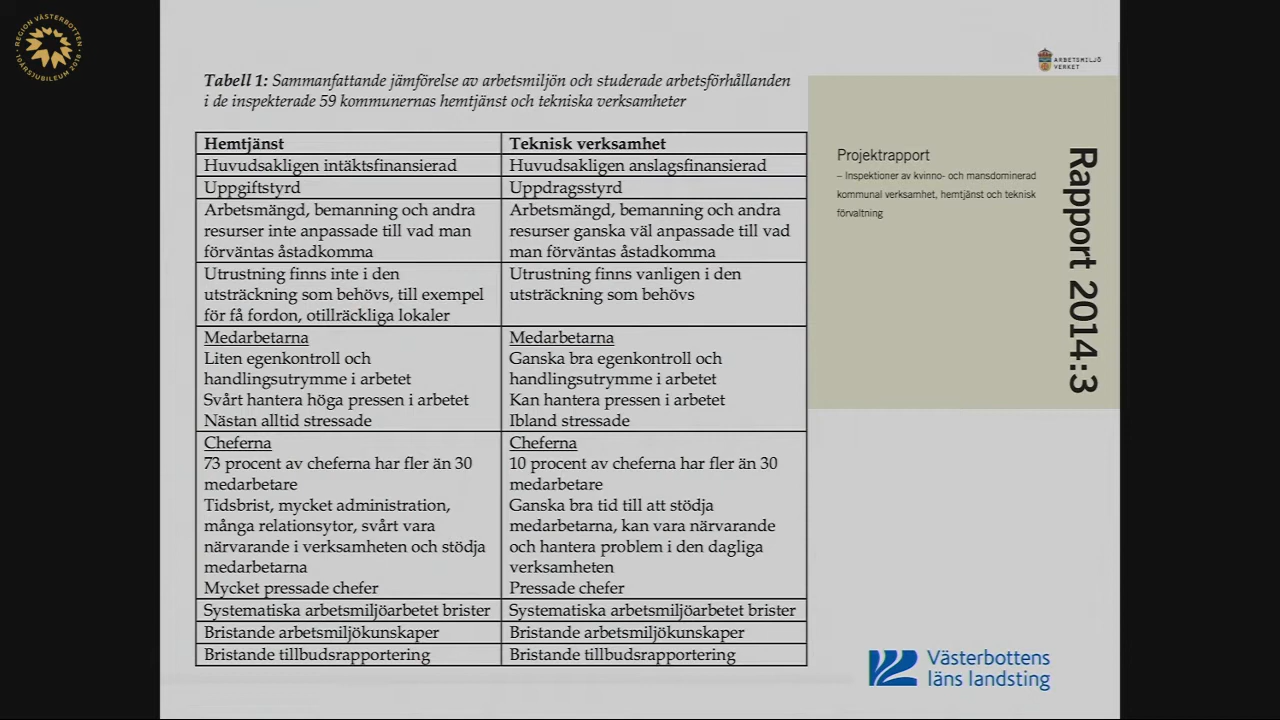 REGION VÄSTERBOTTEN
10 ÅRSJUBILEUM 2018
Tabell 1: Sammanfattande jämförelse av arbetsmiljön och studerade arbetsförhållanden
i de inspekterade 59 kommunernas hemtjänst och tekniska verksamheter
Hemtjänst
Teknisk verksamhet
Huvudsakligen intäktsfinansierad
Huvudsakligen anslagsfinansierad
Uppgiftstyrd
Uppdragsstyrd
Arbetsmängd, bemanning och andra
resurser inte anpassade till vad man
förväntas åstadkomma
Arbetsmängd, bemanning och andra
resurser ganska väl anpassade till vad
man förväntas åstadkomma
Utrustning finns inte i den
utsträckning som behövs, till exempel
för få fordon, otillräckliga lokaler
Utrustning finns vanligen i den
utsträckning som behövs
Medarbetarna
Liten egenkontroll och
handlingsutrymme i arbetet
Svårt hantera höga pressen i arbetet
Nästan alltid stressade
Medarbetarna
Ganska bra egenkontroll och
handlingsutrymme i arbetet
Kan hantera pressen i arbetet
Ibland stressade
Cheferna
73 procent av cheferna har fler än 30
medarbetare
Tidsbrist, mycket administration,
många relationsytor, svårt vara
närvarande i verksamheten och stödja
medarbetarna
Mycket pressade chefer
Cheferna
10 procent av cheferna har fler än 30
medarbetare
Ganska bra tid till att stödja
medarbetarna, kan vara närvarande
och hantera problem i den dagliga
verksamheten
Pressade chefer
Systematiska arbetsmiljöarbetet brister
Systematiska arbetsmiljöarbetet brister
Bristande arbetsmiljökunskaper
Bristande arbetsmiljökunskaper
Bristande tillbudsrapportering
Bristande tillbudsrapportering
ARBETSMILJÖ
VERKET
Projektrapport
– Inspektioner av kvinno- och mansdominerad
kommunal verksamhet, hemtjänst och teknisk
förvaltning
Rapport 2014:3
Västerbottens
läns landsting